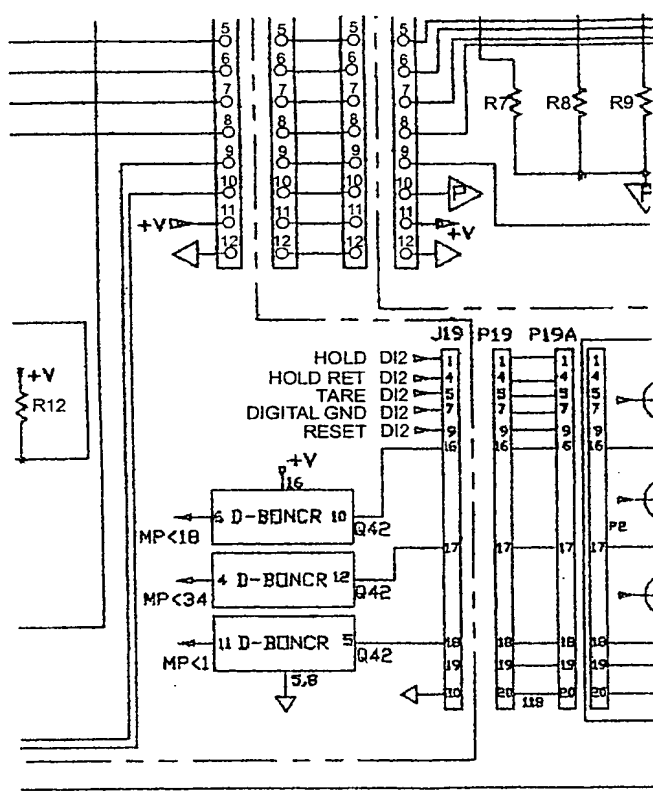 5 5 5 5
6 6 6 6
7 7 7 7
8 8 8 8
9 9 9 9
10 10 10 10
11 11 11 11
12 12 12 12
+V +V
P
P
R7 R8 R9
+V
R12
J19 P19 P19A
HOLD DI2 1 1 1 1
HOLD RET DI2 4 4 4 4
TARE DI2 5 5 5 5
DIGITAL GND DI2 7 7 7 7
RESET DI2 9 9 9 9
16 16 6 16
+V
16
6 D-BONCR 10
MP<18 Q42
P2
17 17 17 17
4 D-BONCR 12
MP<34 Q42
11 D-BONCR 5
MP<1 Q42
18 18 18 18
5,8
19 19 19 19
20 20 20
118